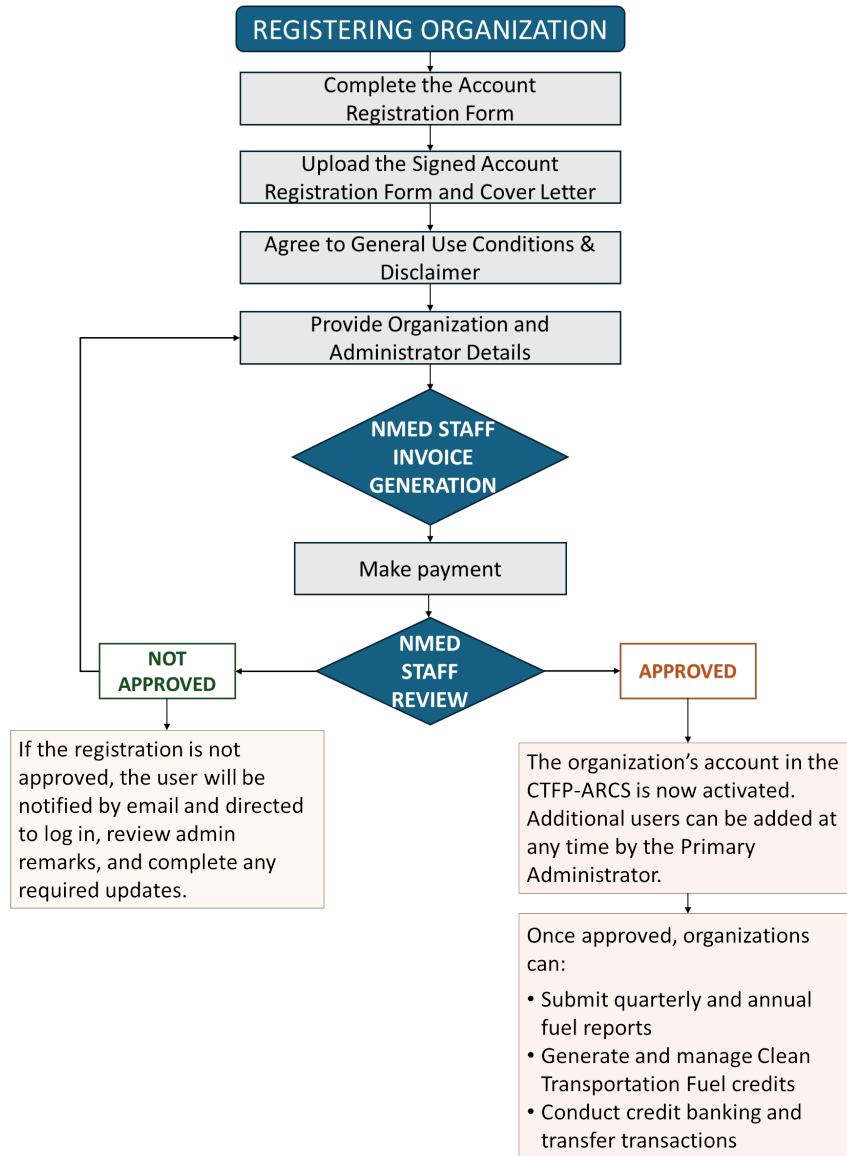 REGISTERING ORGANIZATION
Complete the Account
Registration Form
Upload the Signed Account
Registration Form and Cover Letter
Agree to General Use Conditions &
Disclaimer
Provide Organization and
Administrator Details
NMED STAFF
INVOICE
GENERATION
Make payment
NMED
STAFF
REVIEW
NOT
APPROVED
APPROVED
If the registration is not
approved, the user will be
notified by email and directed
to log in, review admin
remarks, and complete any
required updates.
The organization's account in the
CTFP-ARCS is now activated.
Additional users can be added at
any time by the Primary
Administrator.
Once approved, organizations
can:
• Submit quarterly and annual
fuel reports
• Generate and manage Clean
Transportation Fuel credits
• Conduct credit banking and
transfer transactions